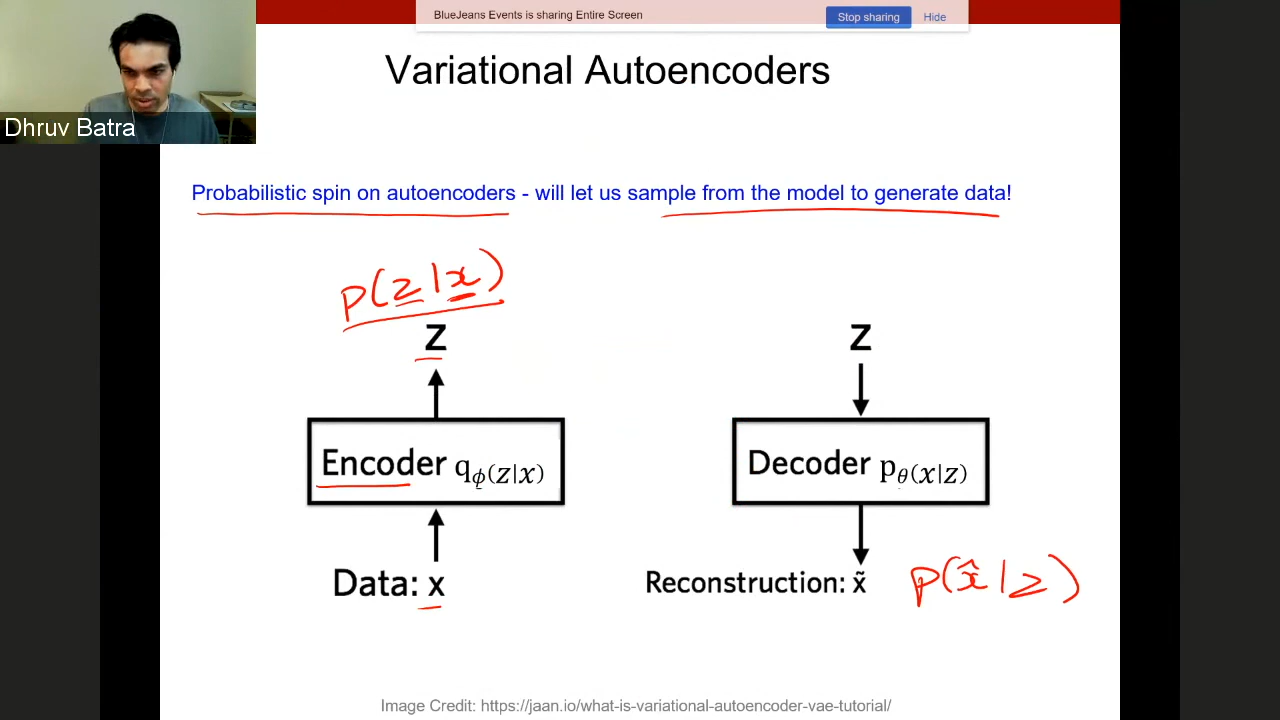 BlueJeans Events is sharing Entire Screen
Stop sharing
Hide
Variational Autoencoders
Dhruv Batra
Probabilistic spin on autoencoders - will let us sample from the model to generate data!
p(z|x)
z
z
Encoder qϕ(z|x)
Decoder pθ(x|z)
Data: x
Reconstruction: x̃
p(x̂|z)
Image Credit: https://jaan.io/what-is-variational-autoencoder-vae-tutorial/